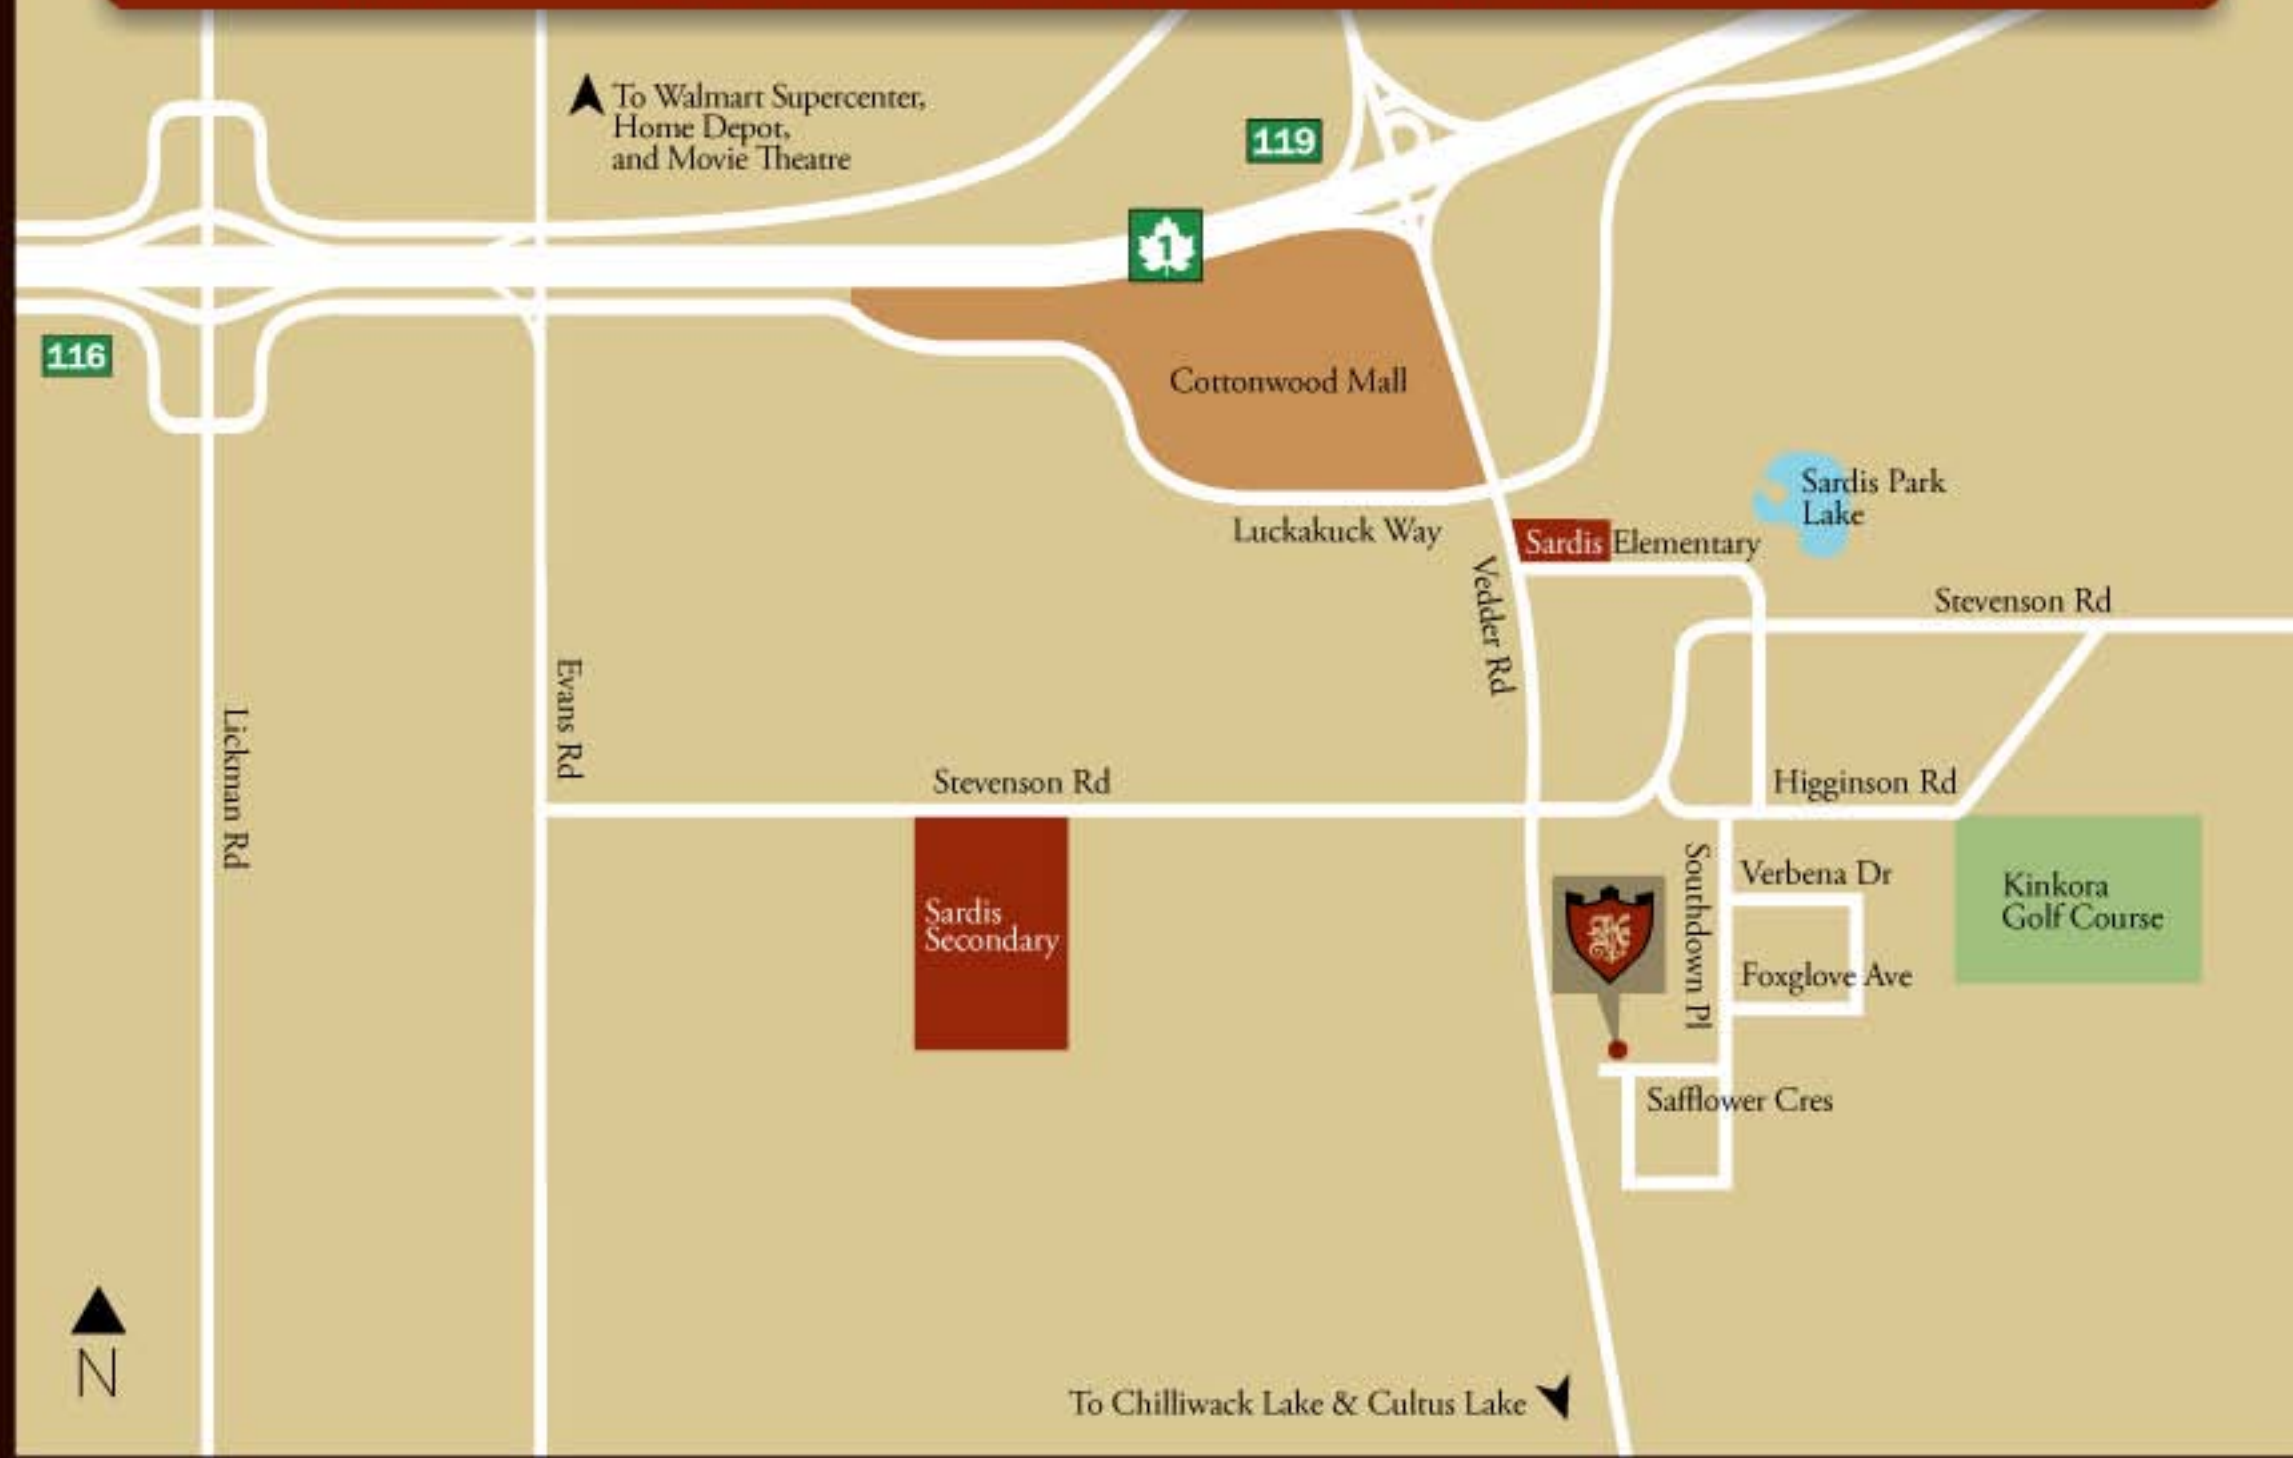 To Walmart Supercenter,
Home Depot,
and Movie Theatre
119
1
116
Cottonwood Mall
Luckakuck Way
Sardis Park
Lake
Sardis Elementary
Vedder Rd
Stevenson Rd
Evans Rd
Lickman Rd
Stevenson Rd
Higginson Rd
Southdown Pl
Verbena Dr
Kinkora
Golf Course
Sardis
Secondary
Foxglove Ave
Safflower Cres
N
To Chilliwack Lake & Cultus Lake